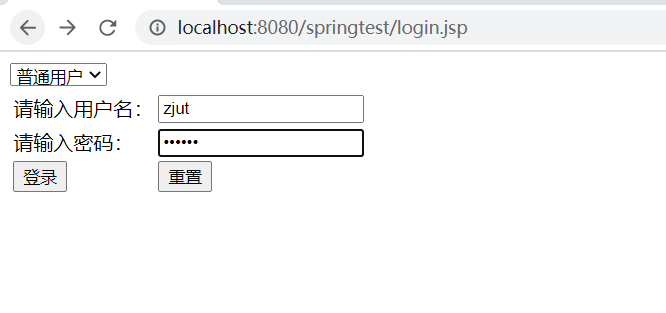 localhost:8080/springtest/login.jsp
普通用户
请输入用户名： zjut
请输入密码： ••••••
登录 重置